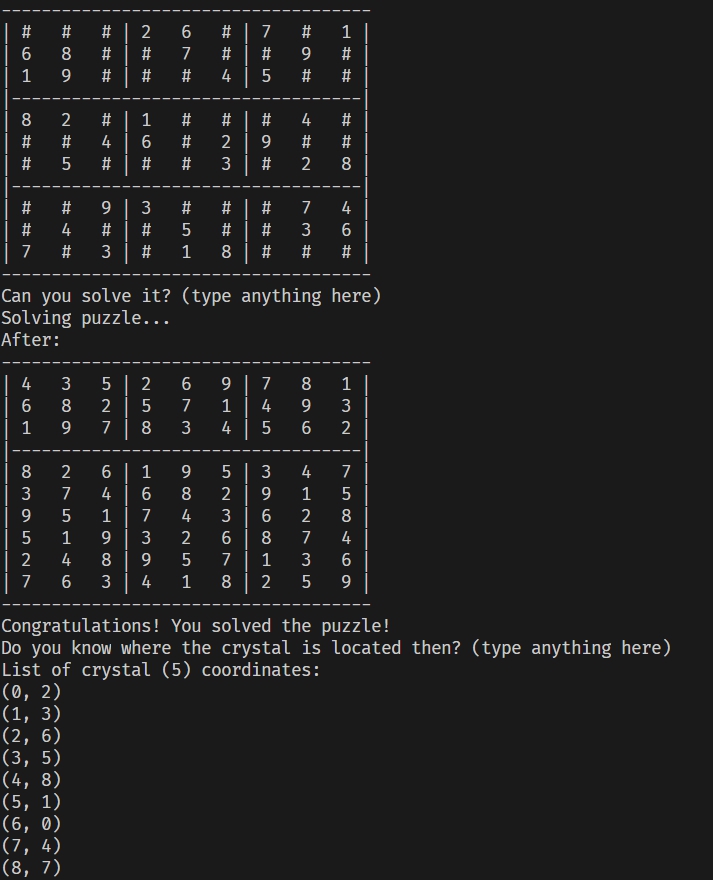 -------------------------------------
| #   #   # | 2   6   # | 7   #   1 |
| 6   8   # | #   7   # | #   9   # |
| 1   9   # | #   #   4 | 5   #   # |
|-----------------------------------|
| 8   2   # | 1   #   # | #   4   # |
| #   #   4 | 6   #   2 | 9   #   # |
| #   5   # | #   #   3 | #   2   8 |
|-----------------------------------|
| #   #   9 | 3   #   # | #   7   4 |
| #   4   # | #   5   # | #   3   6 |
| 7   #   3 | #   1   8 | #   #   # |
-------------------------------------
Can you solve it? (type anything here)
Solving puzzle...
After:
-------------------------------------
| 4   3   5 | 2   6   9 | 7   8   1 |
| 6   8   2 | 5   7   1 | 4   9   3 |
| 1   9   7 | 8   3   4 | 5   6   2 |
|-----------------------------------|
| 8   2   6 | 1   9   5 | 3   4   7 |
| 3   7   4 | 6   8   2 | 9   1   5 |
| 9   5   1 | 7   4   3 | 6   2   8 |
| 5   1   9 | 3   2   6 | 8   7   4 |
| 2   4   8 | 9   5   7 | 1   3   6 |
| 7   6   3 | 4   1   8 | 2   5   9 |
-------------------------------------
Congratulations! You solved the puzzle!
Do you know where the crystal is located then? (type anything here)
List of crystal (5) coordinates:
(0, 2)
(1, 3)
(2, 6)
(3, 5)
(4, 8)
(5, 1)
(6, 0)
(7, 4)
(8, 7)